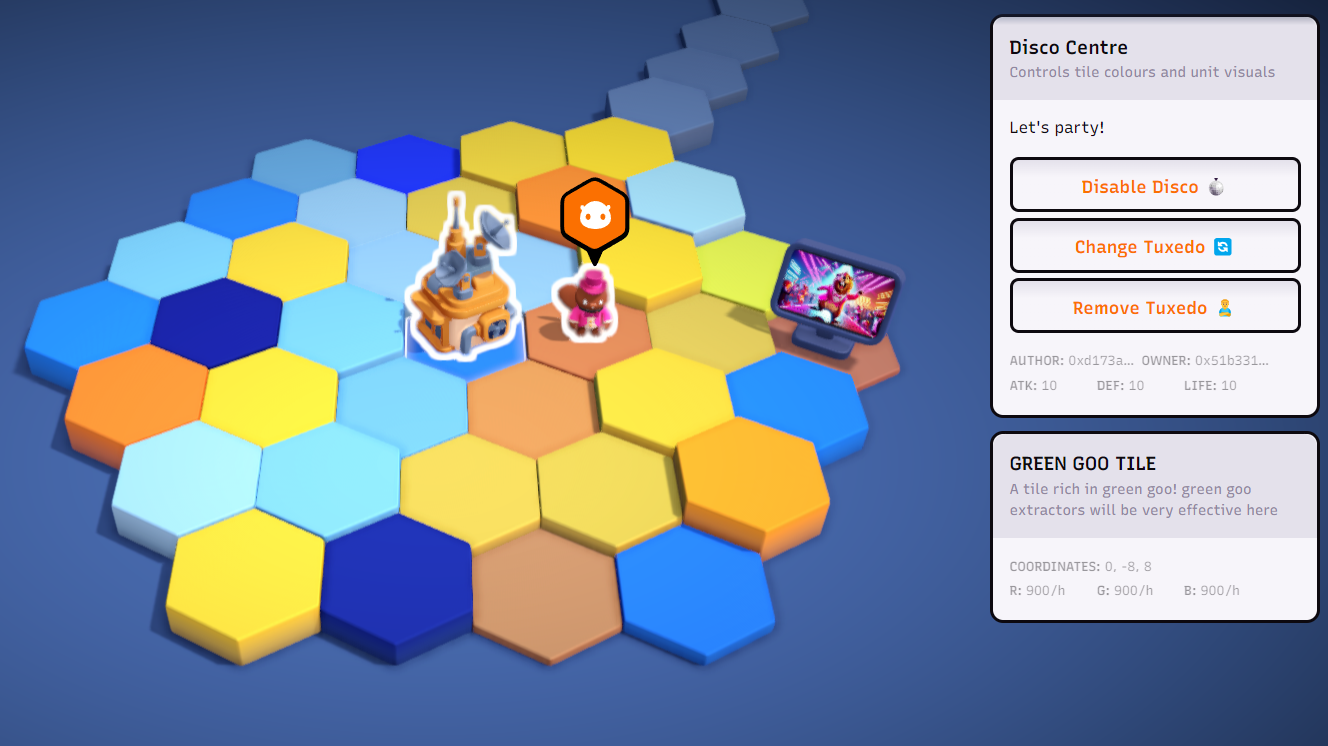 Disco Centre
Controls tile colours and unit visuals
Let's party!
Disable Disco
Change Tuxedo
Remove Tuxedo
AUTHOR: 0xd173a... OWNER: 0x51b331...
ATK: 10 DEF: 10 LIFE: 10
GREEN GOO TILE
A tile rich in green goo! green goo
extractors will be very effective here
COORDINATES: 0, -8, 8
R: 900/h G: 900/h B: 900/h